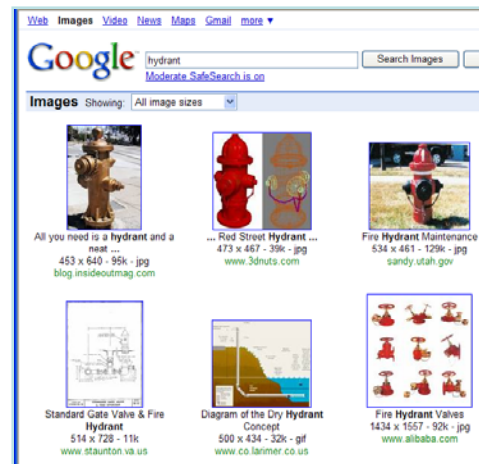 Web Images Video News Maps Gmail more ▼
Google
hydrant
Search Images
Moderate SafeSearch is on
Images Showing: All image sizes
All you need is a hydrant and a
neat ...
453 x 640 - 95k - jpg
blog.insideoutmag.com
... Red Street Hydrant ...
473 x 467 - 39k - jpg
www.3dnuts.com
Fire Hydrant Maintenance
534 x 461 - 129k - jpg
sandy.utah.gov
Standard Gate Valve & Fire
Hydrant
514 x 728 - 11k
www.staunton.va.us
Diagram of the Dry Hydrant
Concept
500 x 434 - 32k - gif
www.co.larimer.co.us
Fire Hydrant Valves
1434 x 1557 - 92k - jpg
www.alibaba.com